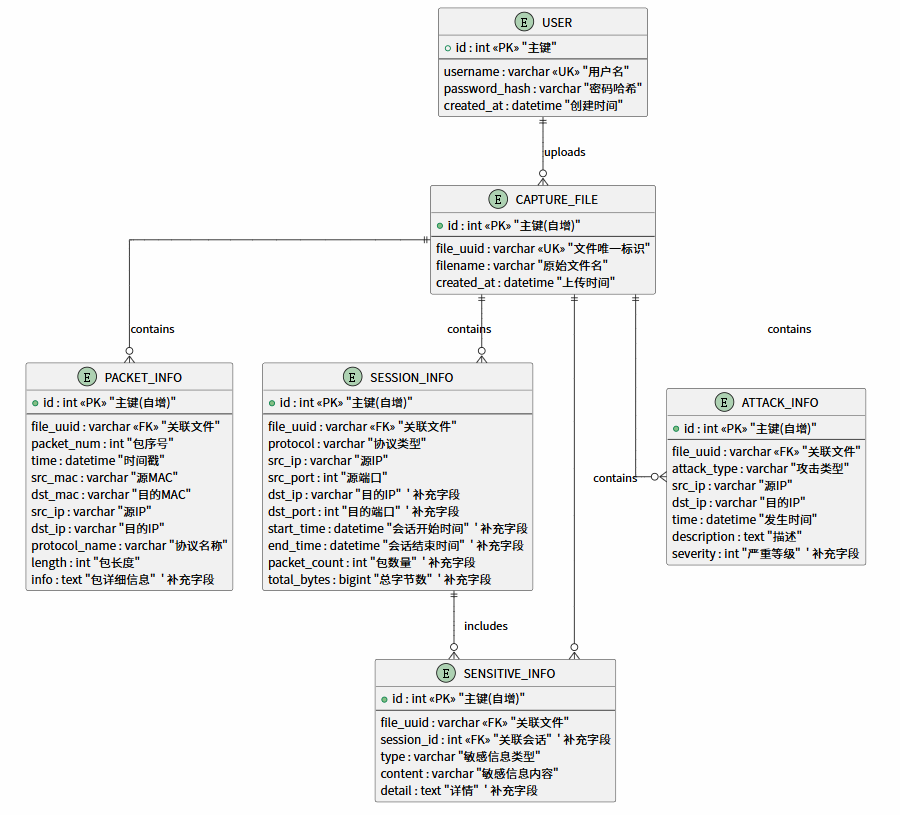 E USER
id : int «PK» "主键"
username : varchar «UK» "用户名"
password_hash : varchar "密码哈希"
created_at : datetime "创建时间"
uploads
E CAPTURE_FILE
id : int «PK» "主键(自增)"
file_uuid : varchar «UK» "文件唯一标识"
filename : varchar "原始文件名"
created_at : datetime "上传时间"
contains
contains
contains
E PACKET_INFO
id : int «PK» "主键(自增)"
file_uuid : varchar «FK» "关联文件"
packet_num : int "包序号"
time : datetime "时间戳"
src_mac : varchar "源MAC"
dst_mac : varchar "目的MAC"
src_ip : varchar "源IP"
dst_ip : varchar "目的IP"
protocol_name : varchar "协议名称"
length : int "包长度"
info : text "包详细信息" ' 补充字段
E SESSION_INFO
id : int «PK» "主键(自增)"
file_uuid : varchar «FK» "关联文件"
protocol : varchar "协议类型"
src_ip : varchar "源IP"
src_port : int "源端口"
dst_ip : varchar "目的IP" ' 补充字段
dst_port : int "目的端口" ' 补充字段
start_time : datetime "会话开始时间" ' 补充字段
end_time : datetime "会话结束时间" ' 补充字段
packet_count : int "包数量" ' 补充字段
total_bytes : bigint "总字节数" ' 补充字段
contains
E ATTACK_INFO
id : int «PK» "主键(自增)"
file_uuid : varchar «FK» "关联文件"
attack_type : varchar "攻击类型"
src_ip : varchar "源IP"
dst_ip : varchar "目的IP"
time : datetime "发生时间"
description : text "描述"
severity : int "严重等级" ' 补充字段
includes
E SENSITIVE_INFO
id : int «PK» "主键(自增)"
file_uuid : varchar «FK» "关联文件"
session_id : int «FK» "关联会话" ' 补充字段
type : varchar "敏感信息类型"
content : varchar "敏感信息内容"
detail : text "详情" ' 补充字段